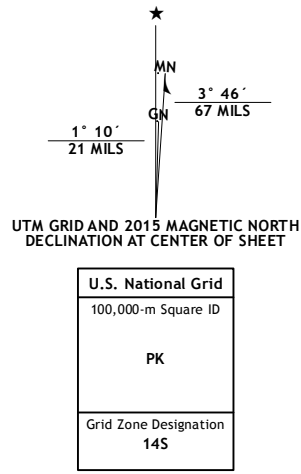 ★
MN
3° 46´
67 MILS
GN
1° 10´
21 MILS
UTM GRID AND 2015 MAGNETIC NORTH
DECLINATION AT CENTER OF SHEET
U.S. National Grid
100,000-m Square ID
PK
Grid Zone Designation
14S